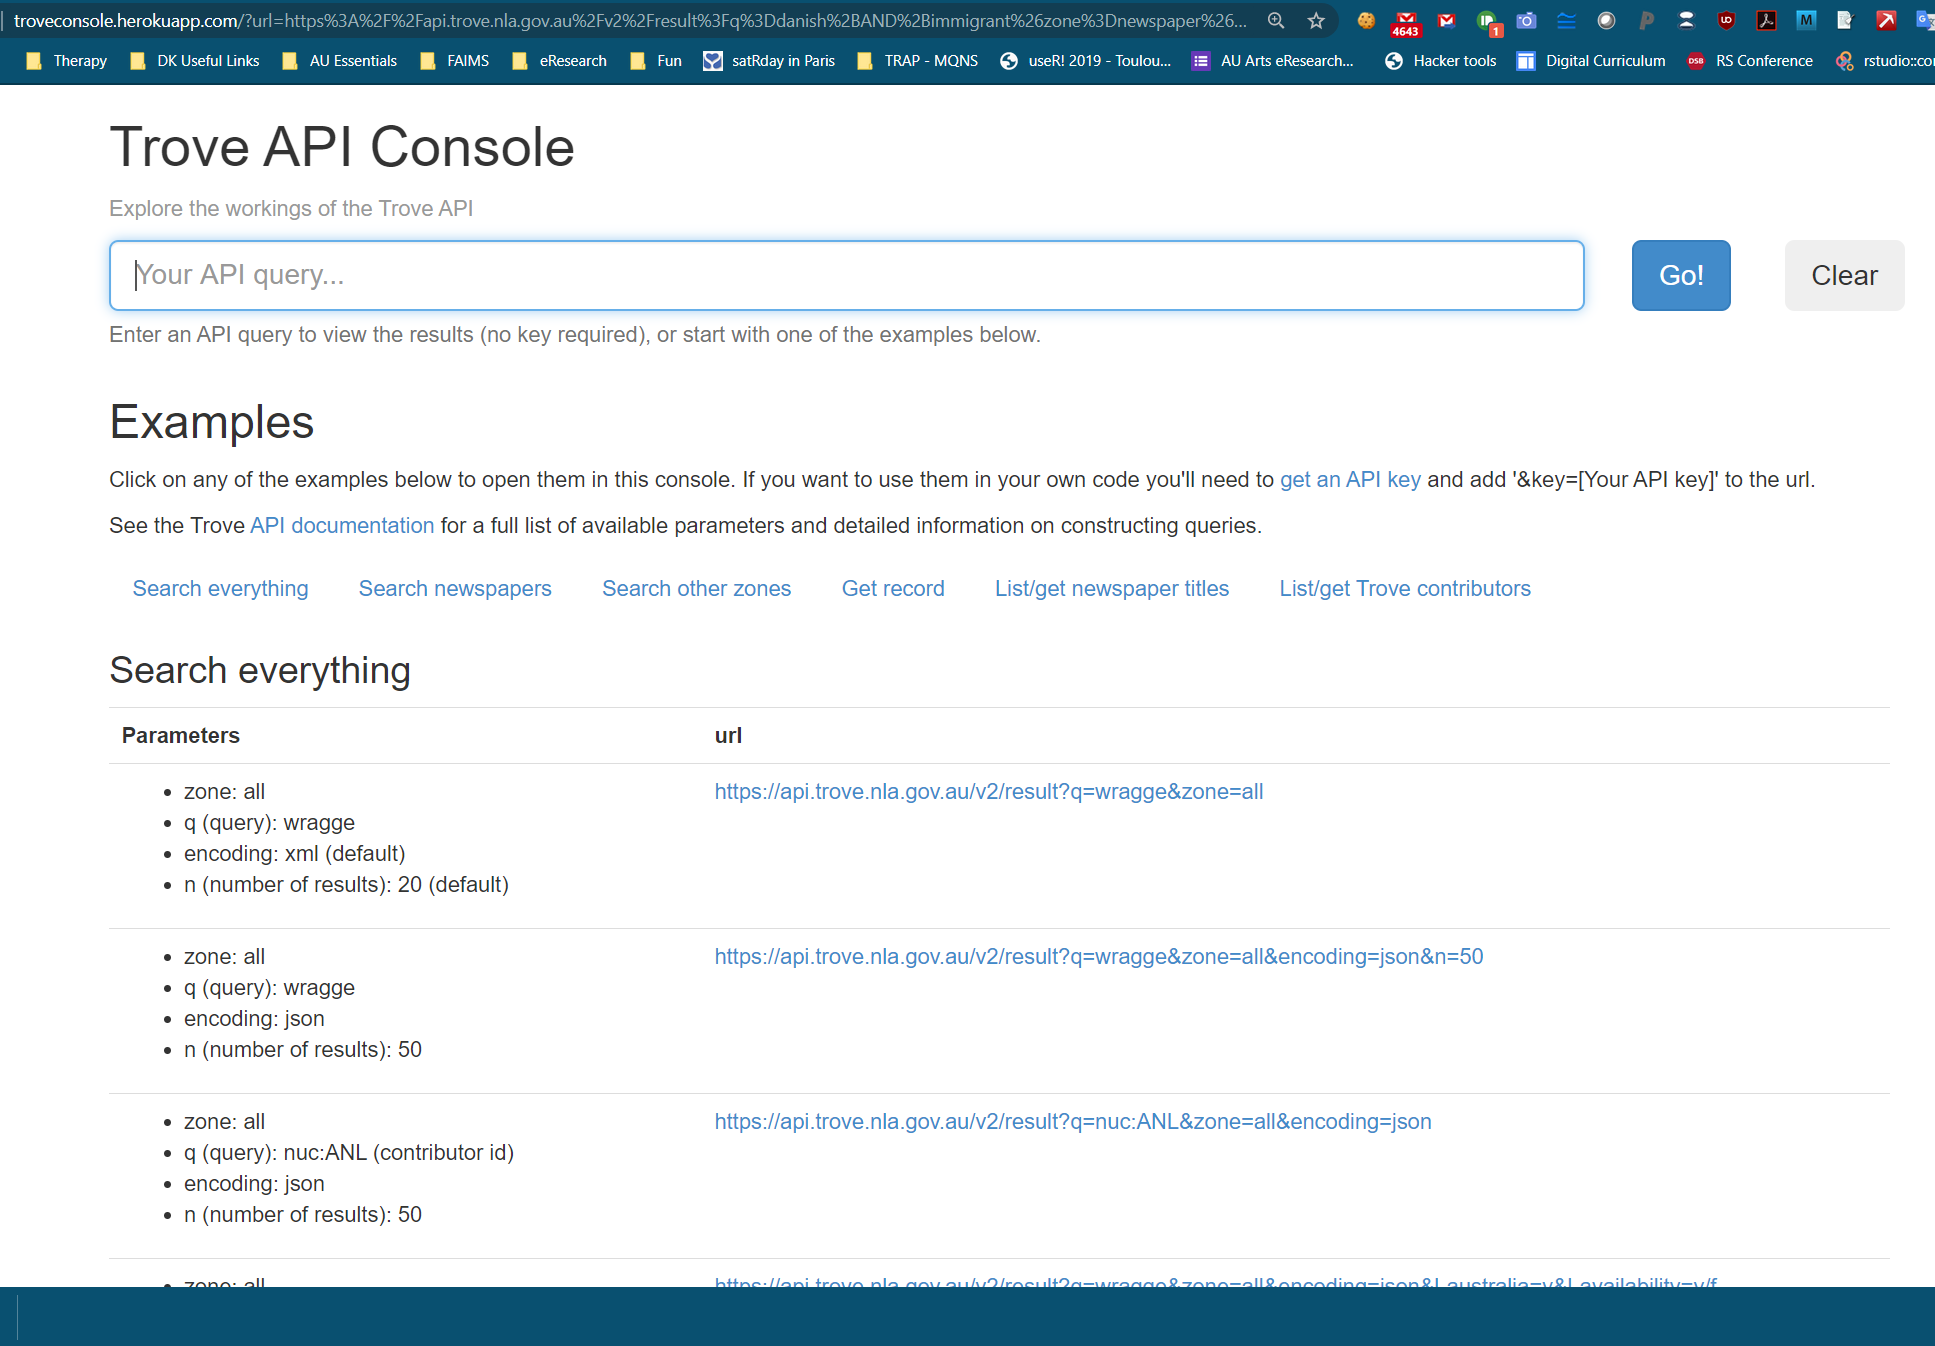 troveconsole.herokuapp.com/?url=https%3A%2F%2Fapi.trove.nla.gov.au%2Fv2%2Fresult%3Fq%3Ddanish%2BAND%2Bimmigrant%26zone%3Dnewspaper%26...
4643
1
Therapy DK Useful Links AU Essentials FAIMS eResearch Fun satRday in Paris TRAP - MQNS useR! 2019 - Toulou... AU Arts eResearch... Hacker tools Digital Curriculum DSB RS Conference rstudio::co
Trove API Console
Explore the workings of the Trove API
Your API query...
Go!
Clear
Enter an API query to view the results (no key required), or start with one of the examples below.
Examples
Click on any of the examples below to open them in this console. If you want to use them in your own code you'll need to get an API key and add '&key=[Your API key]' to the url.
See the Trove API documentation for a full list of available parameters and detailed information on constructing queries.
Search everything Search newspapers Search other zones Get record List/get newspaper titles List/get Trove contributors
Search everything
Parameters url
• zone: all https://api.trove.nla.gov.au/v2/result?q=wragge&zone=all
• q (query): wragge
• encoding: xml (default)
• n (number of results): 20 (default)
• zone: all https://api.trove.nla.gov.au/v2/result?q=wragge&zone=all&encoding=json&n=50
• q (query): wragge
• encoding: json
• n (number of results): 50
• zone: all https://api.trove.nla.gov.au/v2/result?q=nuc:ANL&zone=all&encoding=json
• q (query): nuc:ANL (contributor id)
• encoding: json
• n (number of results): 50
• zone: all https://api.trove.nla.gov.au/v2/result?q=wragge&zone=all&encoding=json&l-australia=y&l-availability=y/f